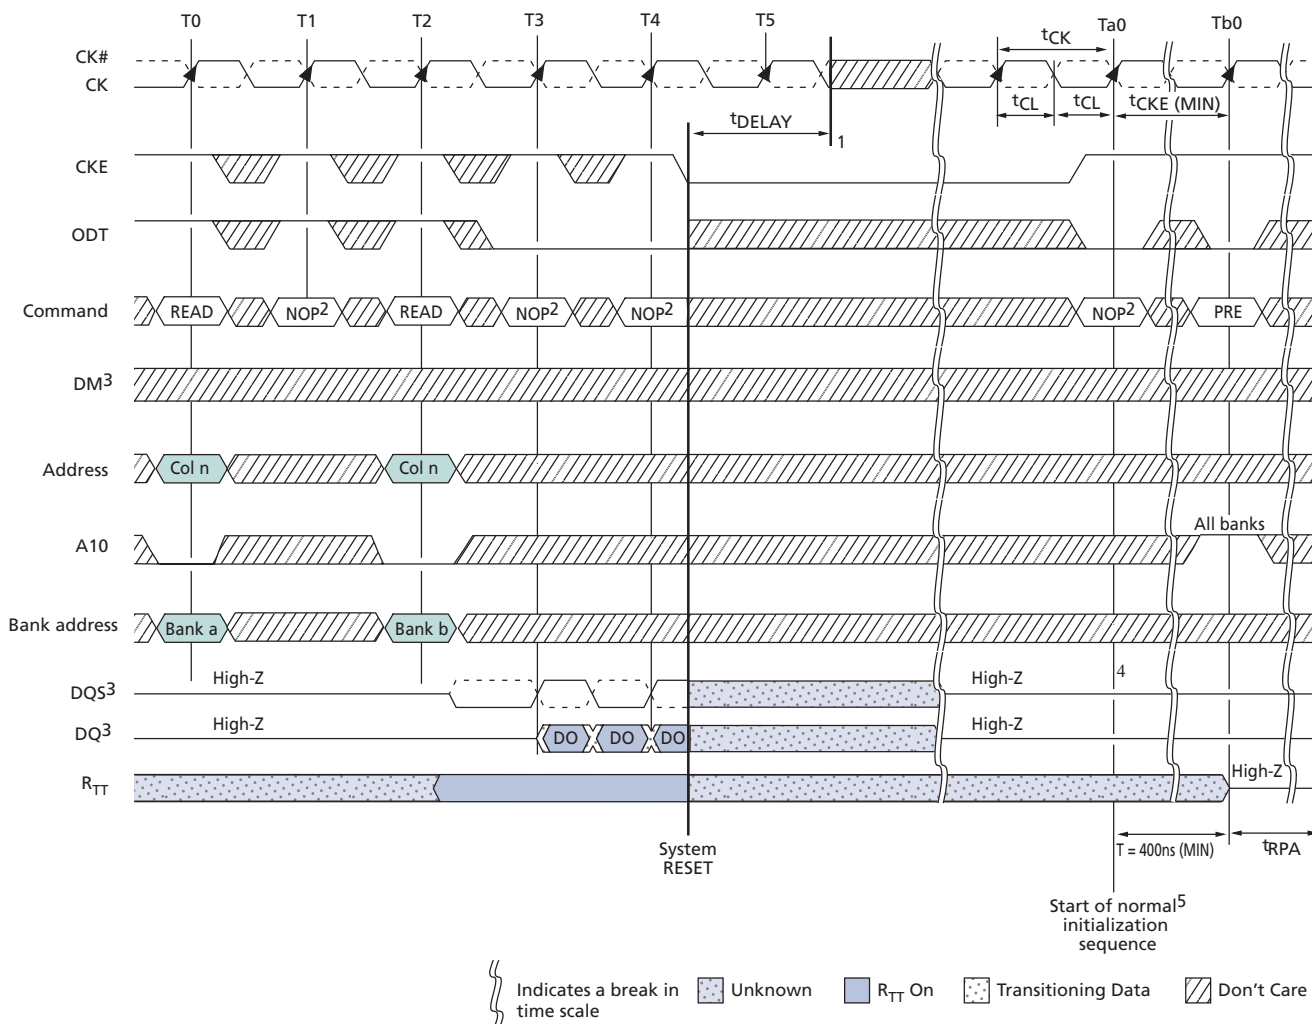 T0 T1 T2 T3 T4 T5 Ta0 Tb0
tCK
CK#
CK
tCL tCL tCKE (MIN)
tDELAY
1
CKE
ODT
Command READ NOP2 READ NOP2 NOP2 NOP2 PRE
DM3
Address Col n Col n
All banks
A10
Bank address Bank a Bank b
DQS3 High-Z High-Z 4
DQ3 High-Z DO DO DO High-Z
RTT High-Z
System
RESET
T = 400ns (MIN) tRPA
Start of normal5
initialization
sequence
Indicates a break in
time scale
Unknown
RTT On
Transitioning Data
Don't Care